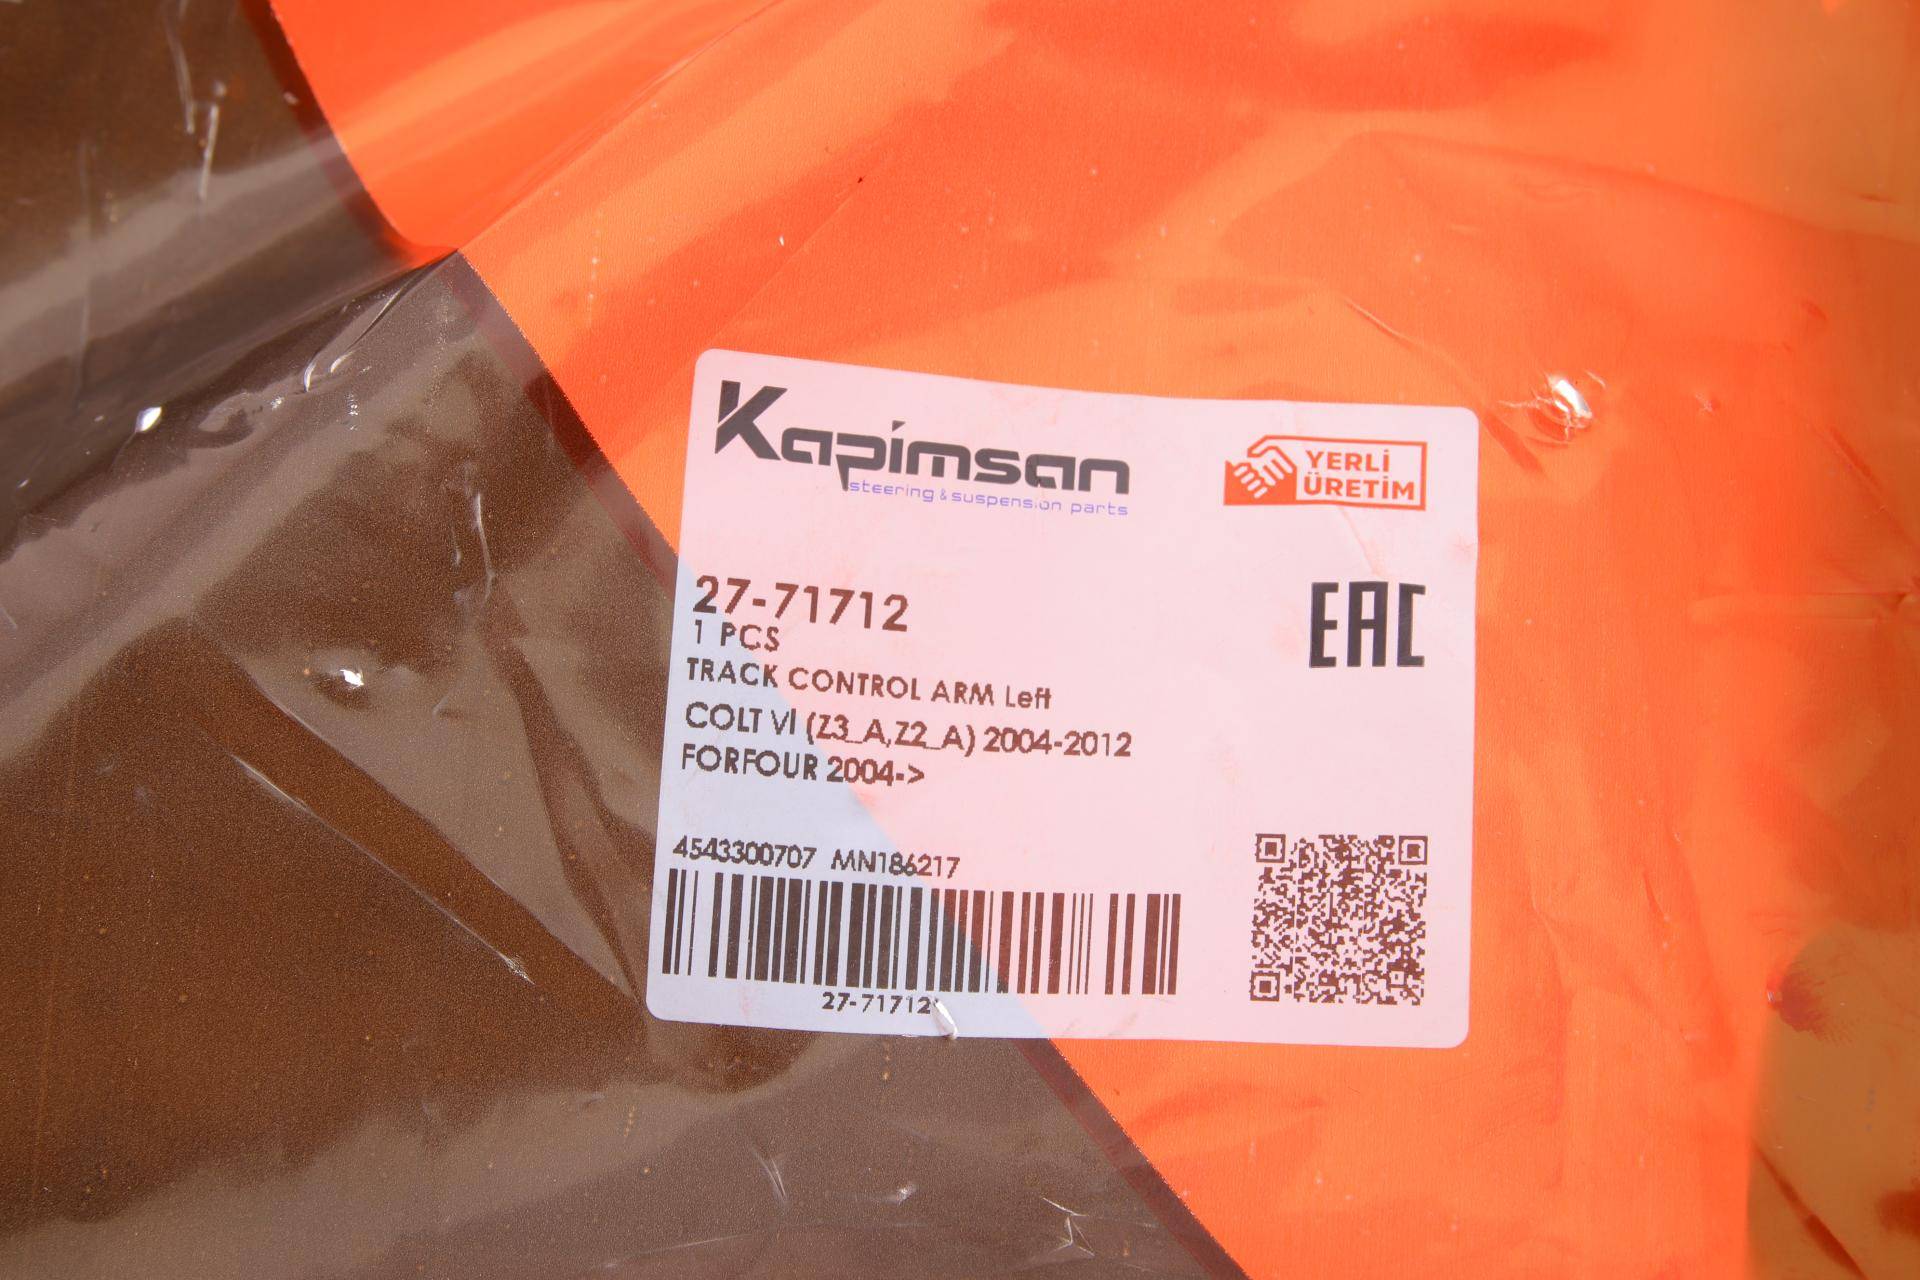 Kapimsan
steering & suspension parts
YERLİ
ÜRETİM
27-71712
1 PCS
EAC
TRACK CONTROL ARM Left
COLT VI (Z3_A,Z2_A) 2004-2012
FORFOUR 2004->
4543300707 MN186217
27-71712